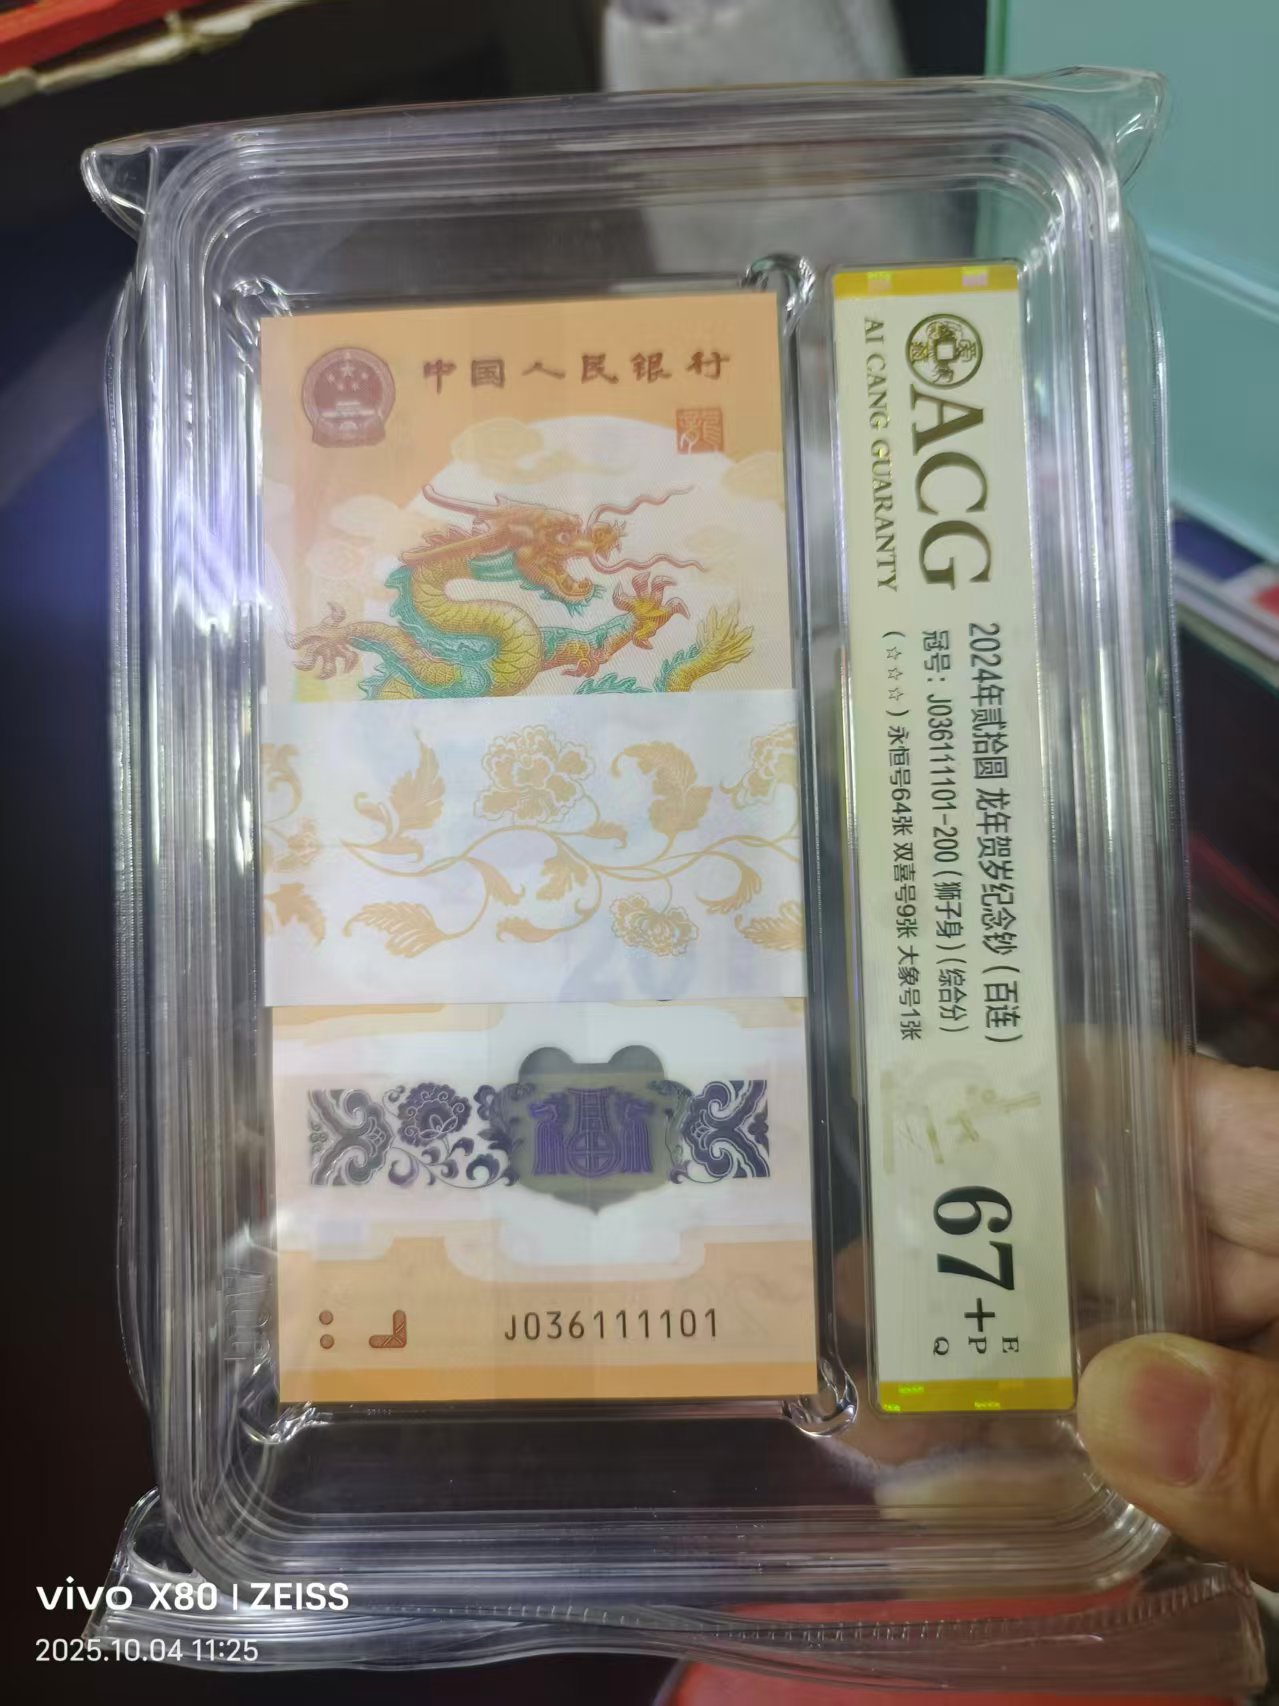 中国人民银行
龍
J036111101
ACG
AI CANG GUARANTY
2024年贰拾圆 龙年贺岁纪念钞(百连)
冠号: J036111101-200(狮子身)(综合分)
(☆☆☆)永恒号64张 双喜号9张 大象号1张
67+
E
P
Q
vivo X80 | ZEISS
2025.10.04 11:25